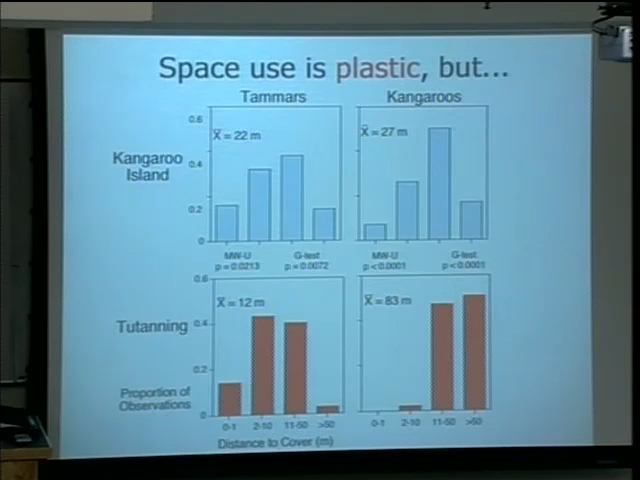 Space use is plastic, but...
Tammars
Kangaroos
Kangaroo
Island
0.6
0.4
0.2
0
X̅ = 22 m
X̅ = 27 m
MW-U
p = 0.0213
G-test
p = 0.0072
MW-U
p < 0.0001
G-test
p < 0.0001
Tutanning
Proportion of
Observations
0.6
0.4
0.2
0
X̅ = 12 m
X̅ = 83 m
0-1 2-10 11-50 >50
0-1 2-10 11-50 >50
Distance to Cover (m)